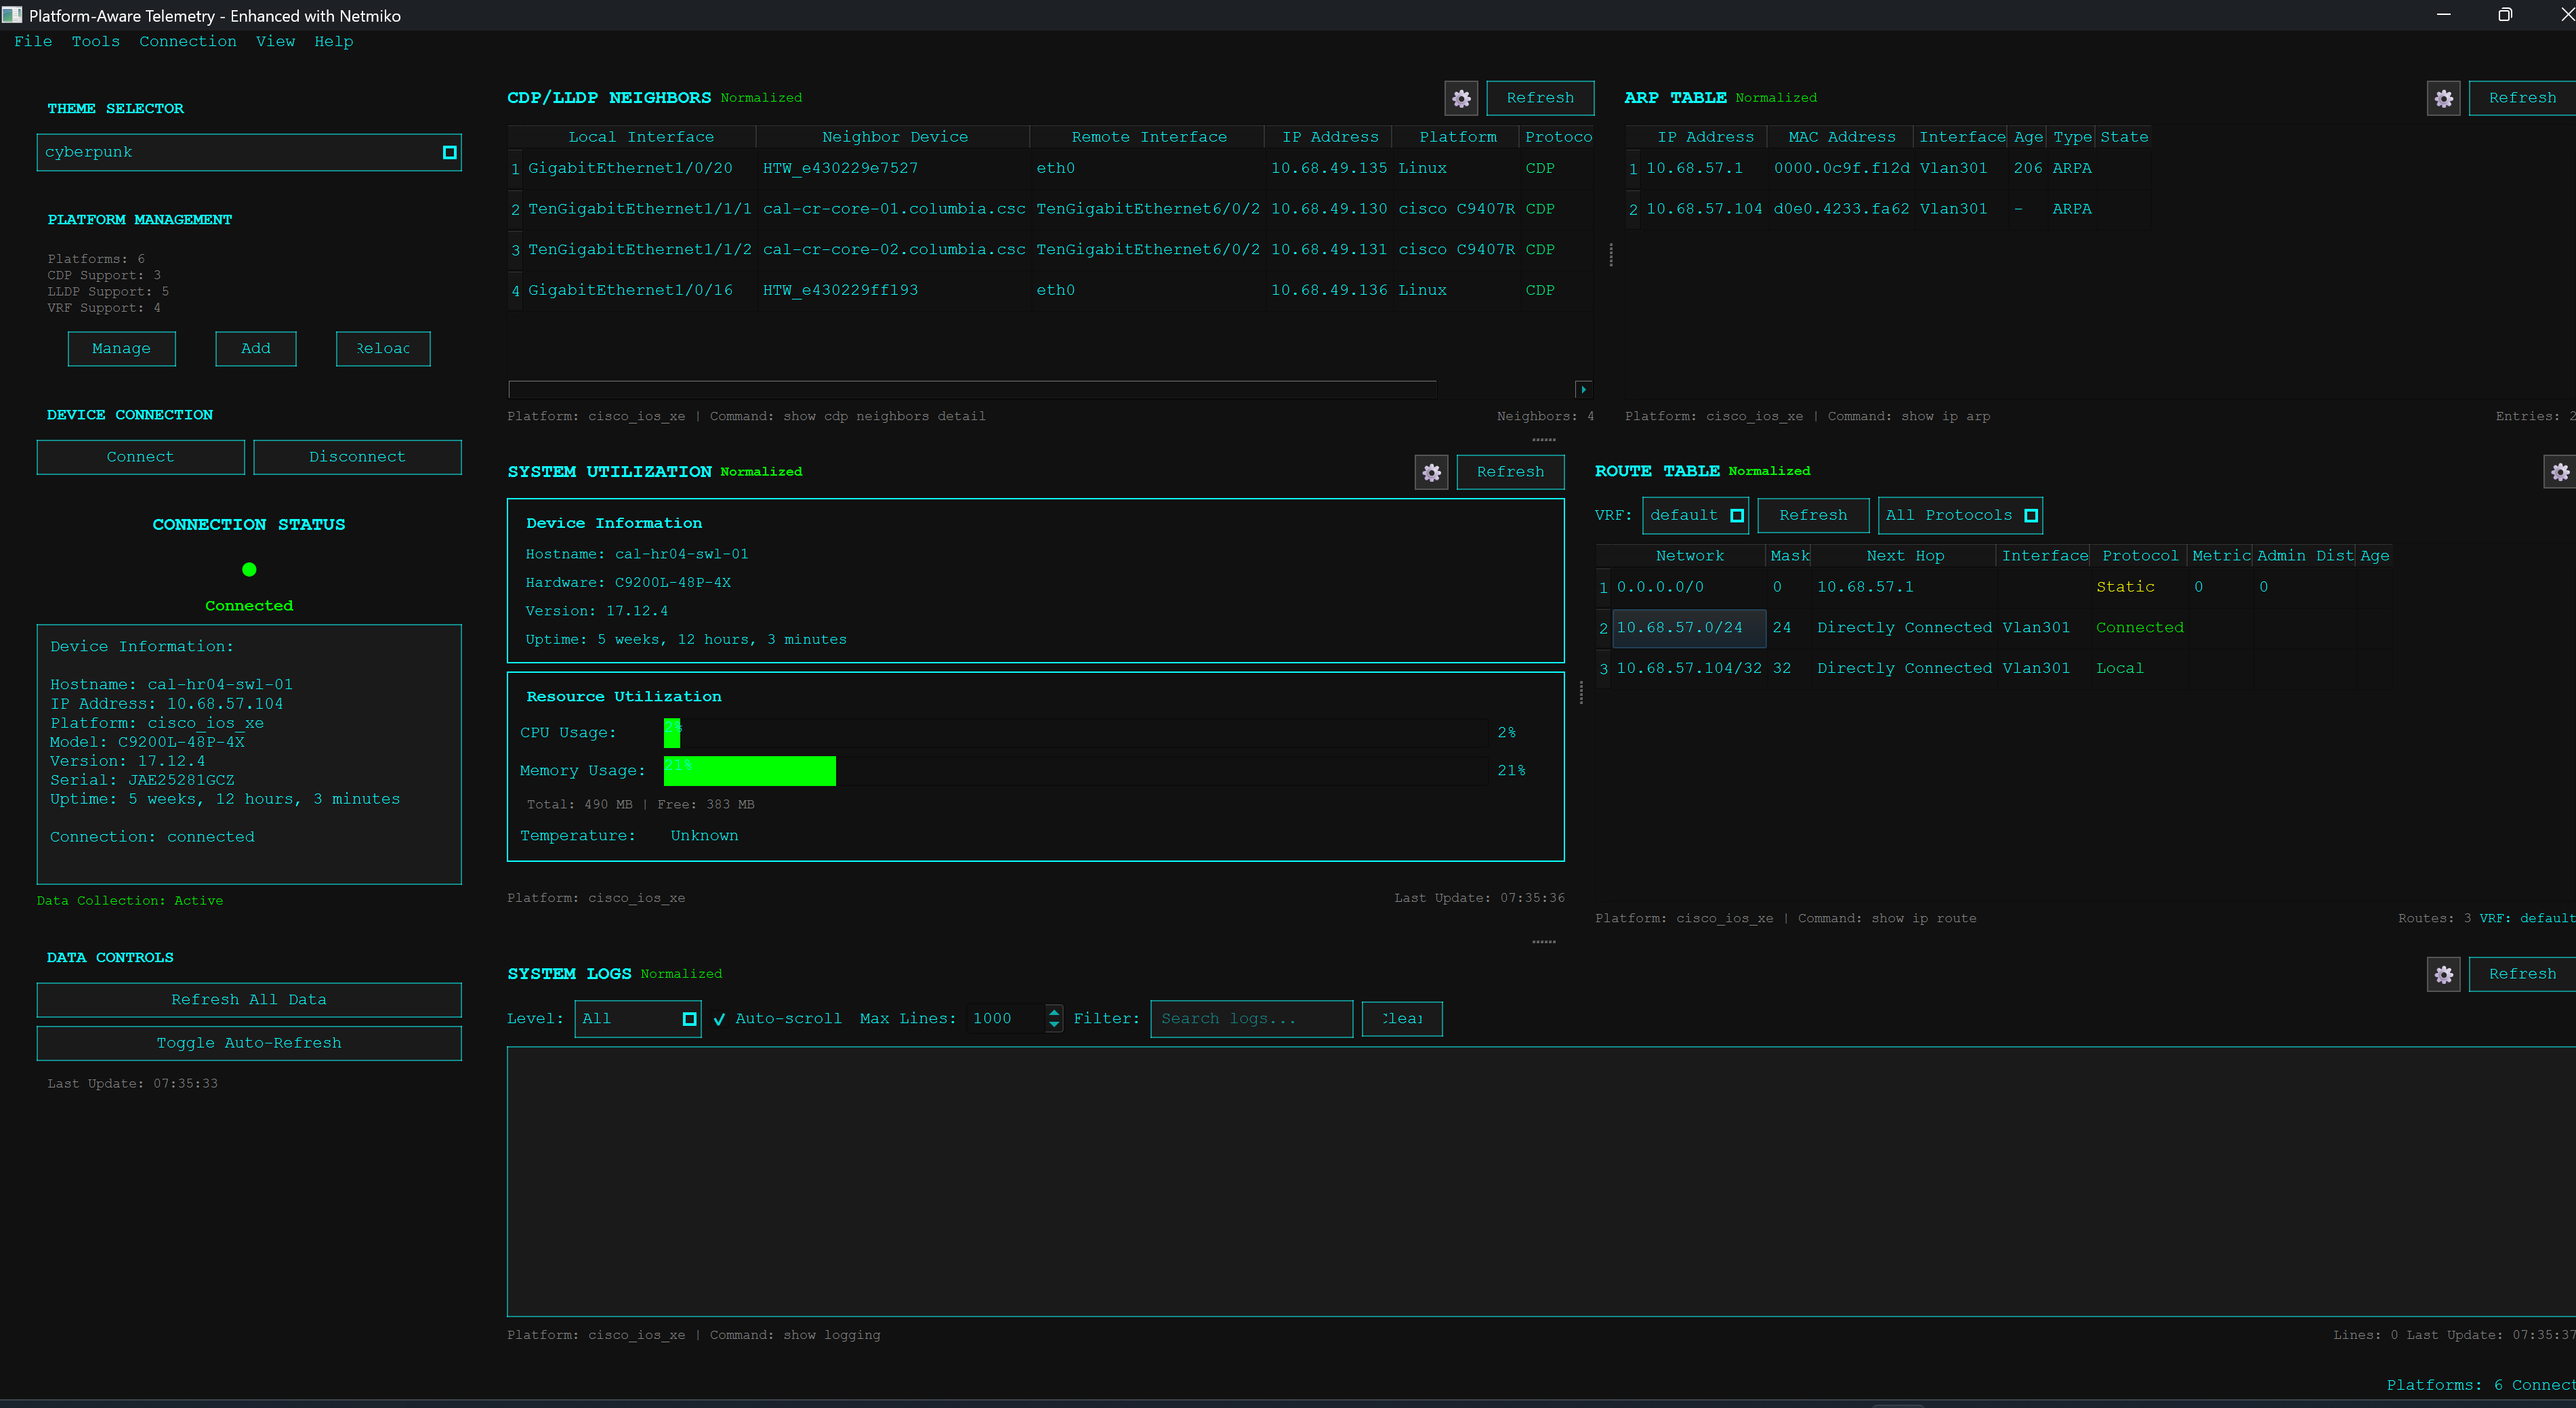 Platform-Aware Telemetry - Enhanced with Netmiko
File Tools Connection View Help
THEME SELECTOR
cyberpunk
PLATFORM MANAGEMENT
Platforms: 6
CDP Support: 3
LLDP Support: 5
VRF Support: 4
Manage Add Reload
DEVICE CONNECTION
Connect Disconnect
CONNECTION STATUS
Connected
Device Information:
Hostname: cal-hr04-swl-01
IP Address: 10.68.57.104
Platform: cisco_ios_xe
Model: C9200L-48P-4X
Version: 17.12.4
Serial: JAE25281GCZ
Uptime: 5 weeks, 12 hours, 3 minutes
Connection: connected
Data Collection: Active
DATA CONTROLS
Refresh All Data
Toggle Auto-Refresh
Last Update: 07:35:33
CDP/LLDP NEIGHBORS Normalized Refresh
Local Interface Neighbor Device Remote Interface IP Address Platform Protoco
1 GigabitEthernet1/0/20 HTW_e430229e7527 eth0 10.68.49.135 Linux CDP
2 TenGigabitEthernet1/1/1 cal-cr-core-01.columbia.csc TenGigabitEthernet6/0/2 10.68.49.130 cisco C9407R CDP
3 TenGigabitEthernet1/1/2 cal-cr-core-02.columbia.csc TenGigabitEthernet6/0/2 10.68.49.131 cisco C9407R CDP
4 GigabitEthernet1/0/16 HTW_e430229ff193 eth0 10.68.49.136 Linux CDP
Platform: cisco_ios_xe | Command: show cdp neighbors detail Neighbors: 4
ARP TABLE Normalized Refresh
IP Address MAC Address Interface Age Type State
1 10.68.57.1 0000.0c9f.f12d Vlan301 206 ARPA
2 10.68.57.104 d0e0.4233.fa62 Vlan301 - ARPA
Platform: cisco_ios_xe | Command: show ip arp Entries: 2
SYSTEM UTILIZATION Normalized Refresh
Device Information
Hostname: cal-hr04-swl-01
Hardware: C9200L-48P-4X
Version: 17.12.4
Uptime: 5 weeks, 12 hours, 3 minutes
Resource Utilization
CPU Usage: 2% 2%
Memory Usage: 21% 21%
Total: 490 MB | Free: 383 MB
Temperature: Unknown
Platform: cisco_ios_xe Last Update: 07:35:36
ROUTE TABLE Normalized
VRF: default Refresh All Protocols
Network Mask Next Hop Interface Protocol Metric Admin Dist Age
1 0.0.0.0/0 0 10.68.57.1 Static 0 0
2 10.68.57.0/24 24 Directly Connected Vlan301 Connected
3 10.68.57.104/32 32 Directly Connected Vlan301 Local
Platform: cisco_ios_xe | Command: show ip route Routes: 3 VRF: default
SYSTEM LOGS Normalized Refresh
Level: All Auto-scroll Max Lines: 1000 Filter: Search logs... Clear
Platform: cisco_ios_xe | Command: show logging Lines: 0 Last Update: 07:35:37
Platforms: 6 Connect